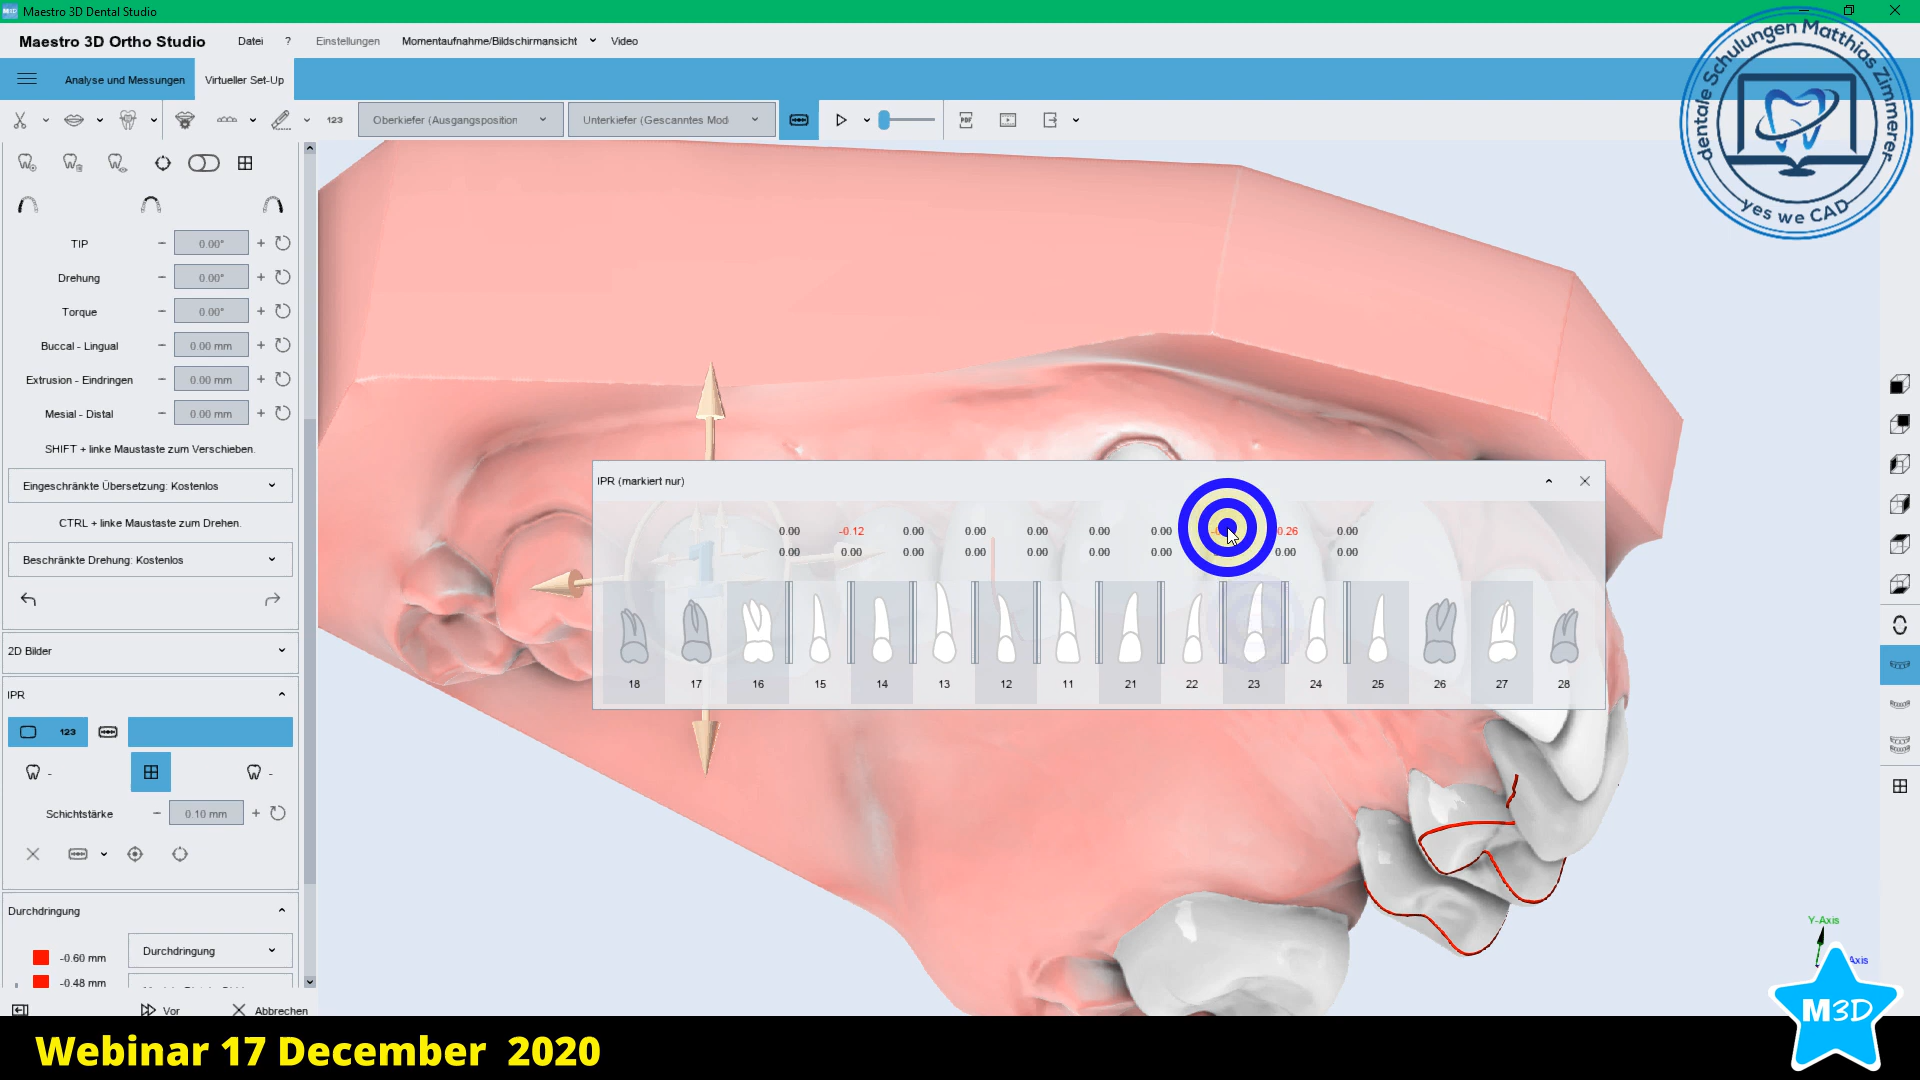 Maestro 3D Dental Studio
Maestro 3D Ortho Studio Datei ? Einstellungen Momentaufnahme/Bildschirmansicht Video
Analyse und Messungen Virtueller Set-Up
123 Oberkiefer (Ausgangsposition Unterkiefer (Gescanntes Mod PDF
dentale Schulungen Matthias Zimmerer
yes we CAD
TIP 0.00°
Drehung 0.00°
Torque 0.00°
Buccal - Lingual 0.00 mm
Extrusion - Eindringen 0.00 mm
Mesial - Distal 0.00 mm
SHIFT + linke Maustaste zum Verschieben.
Eingeschränkte Übersetzung: Kostenlos
CTRL + linke Maustaste zum Drehen.
Beschränkte Drehung: Kostenlos
2D Bilder
IPR
123
- -
Schichtstärke 0.10 mm
Durchdringung
-0.60 mm Durchdringung
-0.48 mm
Vor Abbrechen
IPR (markiert nur)
0.00 -0.12 0.00 0.00 0.00 0.00 0.00 0.26 0.00
0.00 0.00 0.00 0.00 0.00 0.00 0.00 0.00 0.00
18 17 16 15 14 13 12 11 21 22 23 24 25 26 27 28
Y-Axis
Axis
M3D
Webinar 17 December 2020